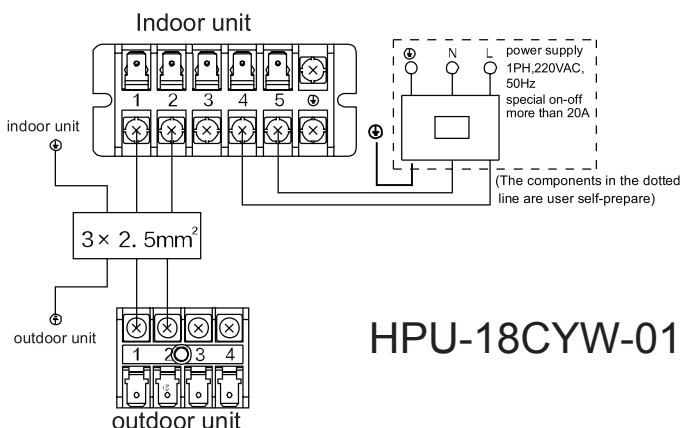 Indoor unit
N L power supply
1PH,220VAC,
50Hz
special on-off
more than 20A
1 2 3 4 5
indoor unit
(The components in the dotted
line are user self-prepare)
3× 2.5mm²
outdoor unit
1 2 3 4
HPU-18CYW-01
outdoor unit